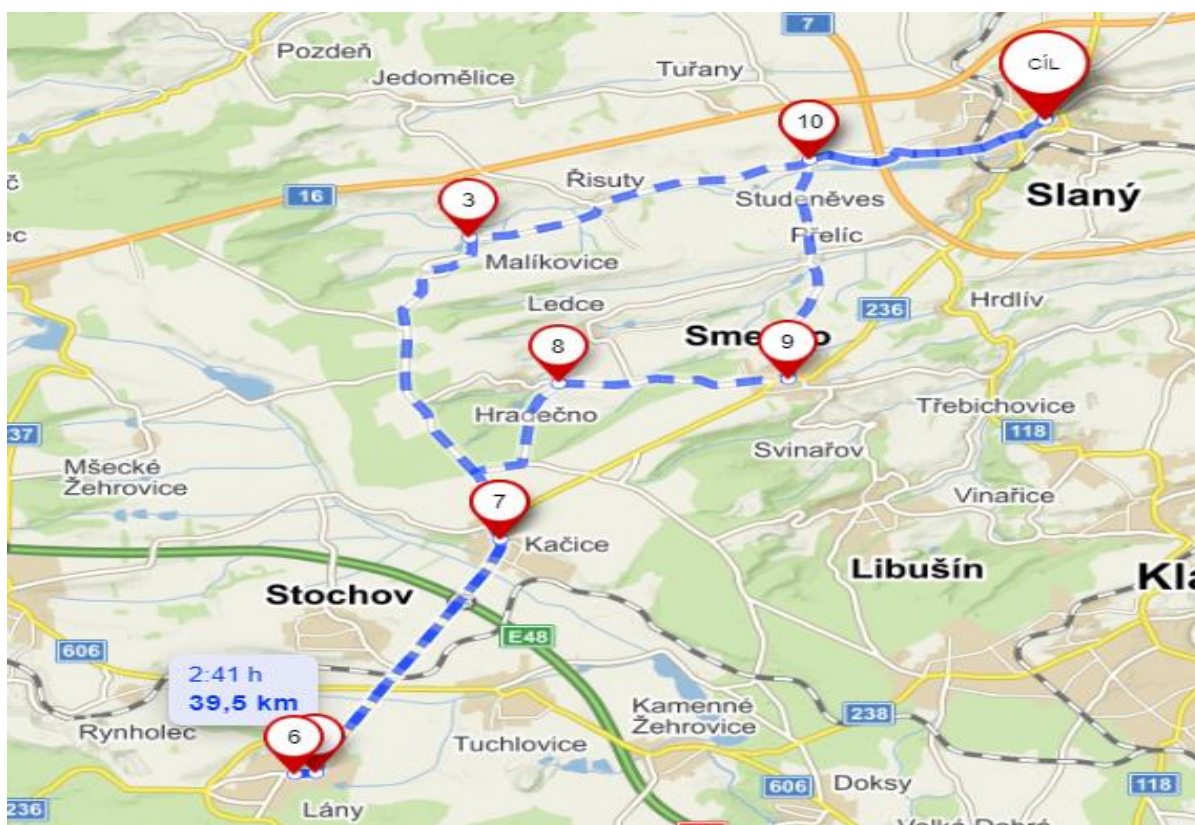 Pozdeň
7
Jedomělice
Tuřany
CÍL
10
16
3
Řisuty
Studeněves
Slaný
Malíkovice
Ledce
236
Hrdlív
8
9
Hradečno
Třebichovice
37
118
Mšecké
Žehrovice
Svinařov
Vinařice
7
Kačice
Libušín
Stochov
E48
606
2:41 h
39,5 km
Rynholec
6
Kamenné
Žehrovice
238
Tuchlovice
Doksy
118
606
236
Lány